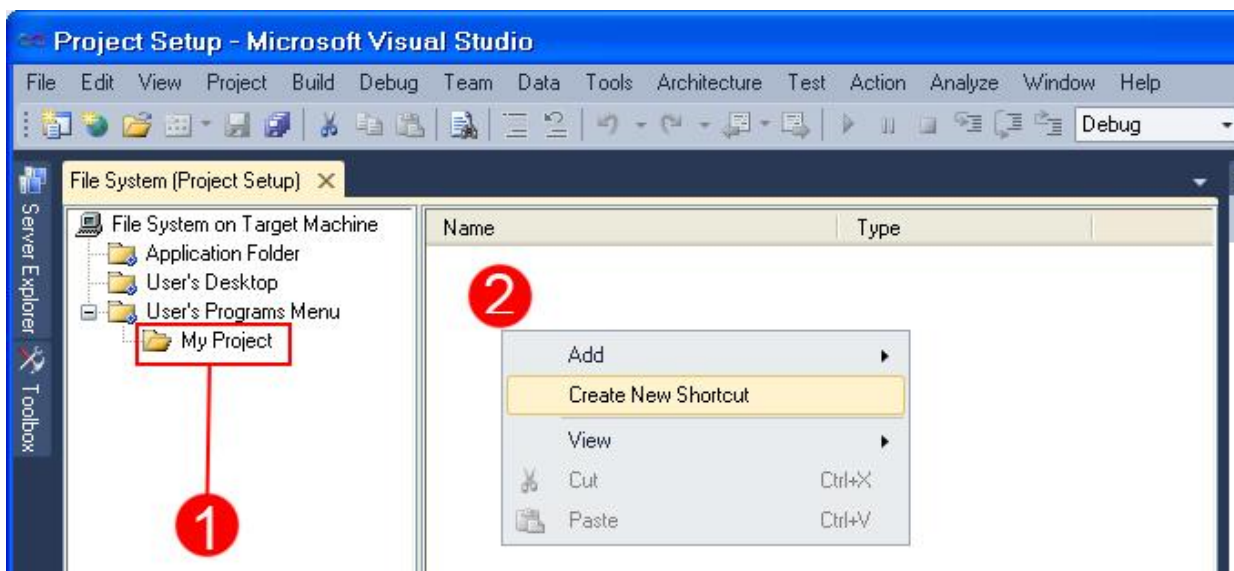 Project Setup - Microsoft Visual Studio
File Edit View Project Build Debug Team Data Tools Architecture Test Action Analyze Window Help
Debug
File System (Project Setup)
Server Explorer
Toolbox
File System on Target Machine
Application Folder
User's Desktop
User's Programs Menu
My Project
1
Name Type
2
Add
Create New Shortcut
View
Cut Ctrl+X
Paste Ctrl+V